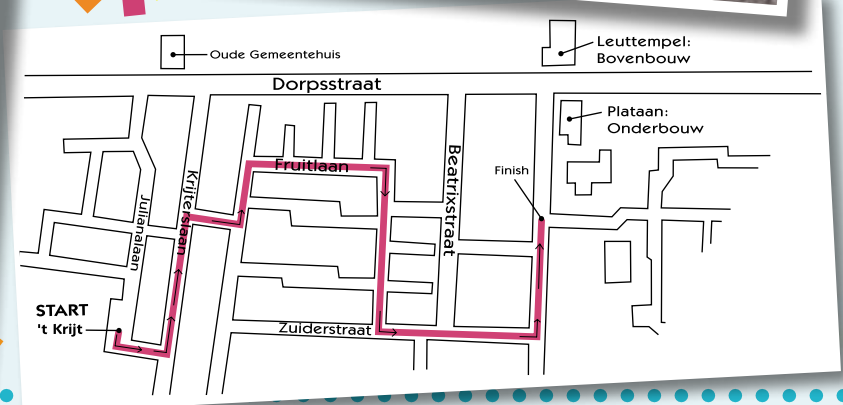 Oude Gemeentehuis
Leuttempel:
Bovenbouw
Dorpsstraat
Plataan:
Onderbouw
Fruitlaan
Beatrixstraat
Finish
Krijterslaan
Julianalaan
START
't Krijt
Zuiderstraat